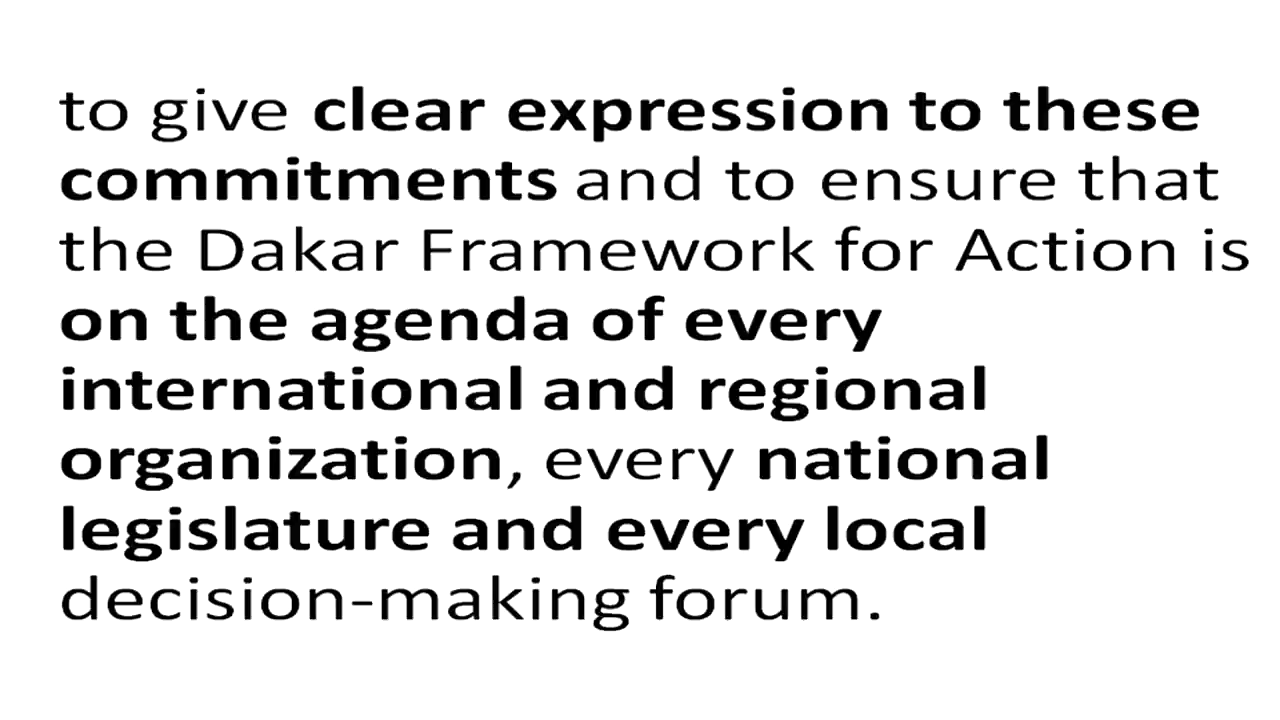 to give clear expression to these
commitments and to ensure that
the Dakar Framework for Action is
on the agenda of every
international and regional
organization, every national
legislature and every local
decision-making forum.